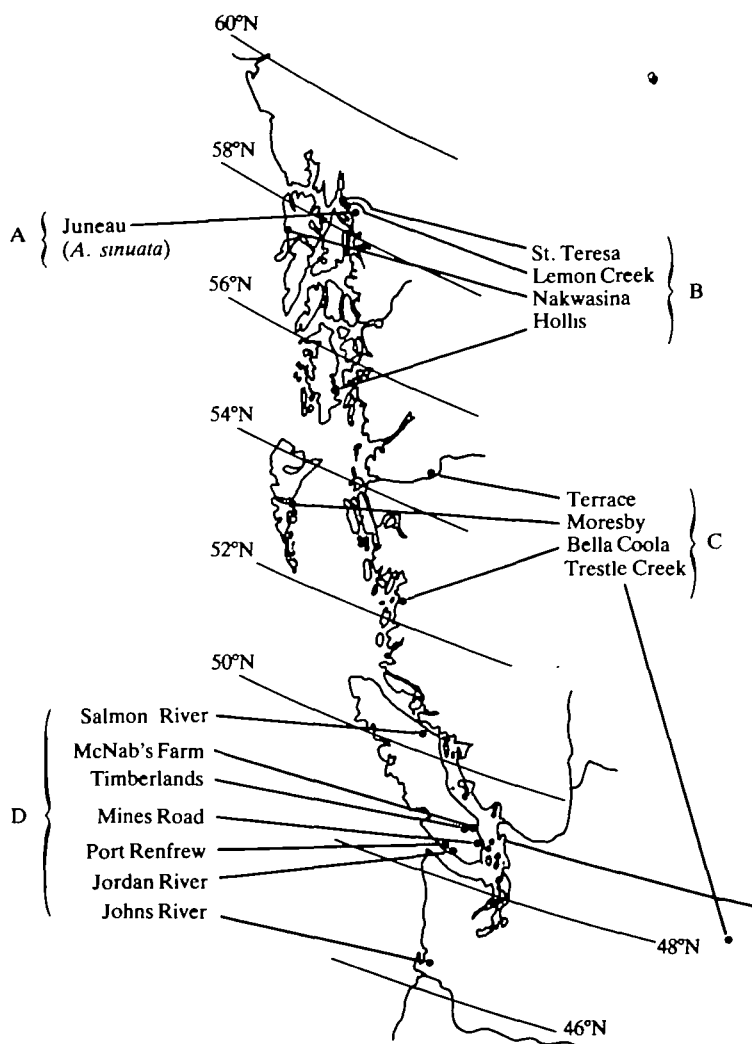 60°N
58°N
A
Juneau
(A. sinuata)
St. Teresa
Lemon Creek
Nakwasina
Hollis
B
56°N
54°N
Terrace
Moresby
Bella Coola
Trestle Creek
C
52°N
50°N
Salmon River
McNab's Farm
Timberlands
Mines Road
Port Renfrew
Jordan River
Johns River
D
48°N
46°N